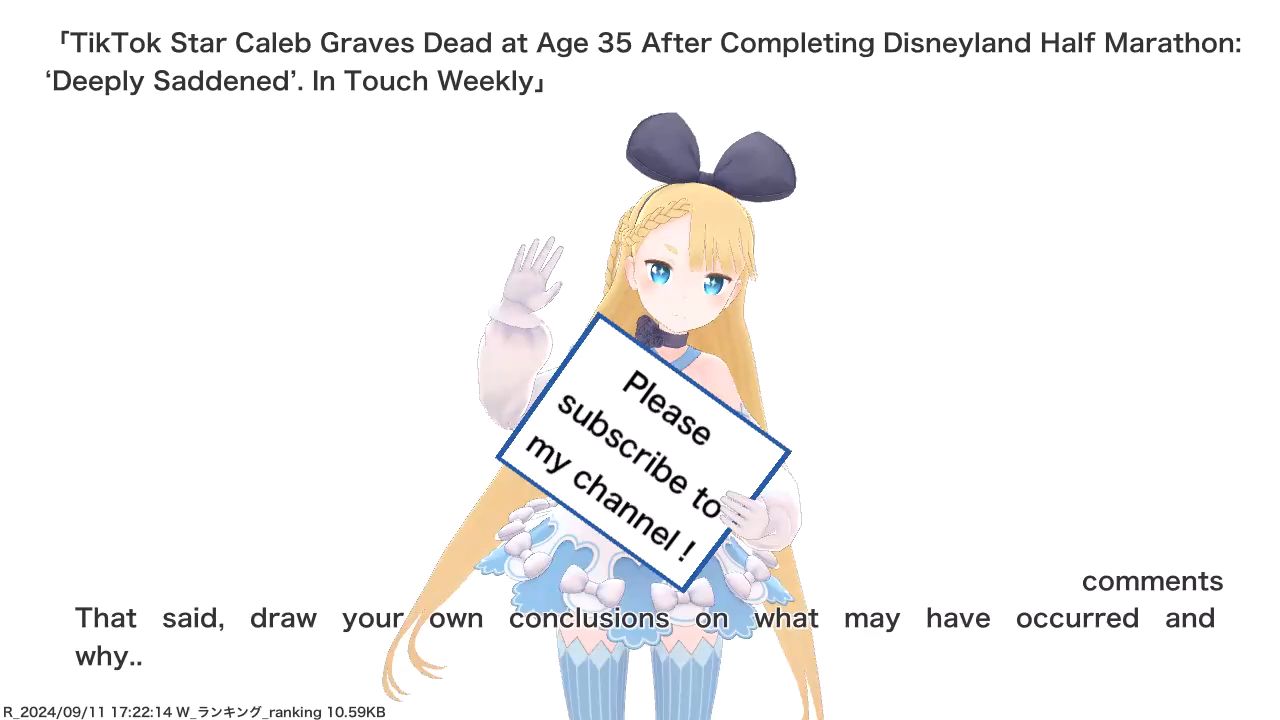 「TikTok Star Caleb Graves Dead at Age 35 After Completing Disneyland Half Marathon:
‘Deeply Saddened’. In Touch Weekly」
Please
subscribe to
my channel !
comments
That said, draw your own conclusions on what may have occurred and
why..
R_2024/09/11 17:22:14 W_ランキング_ranking 10.59KB